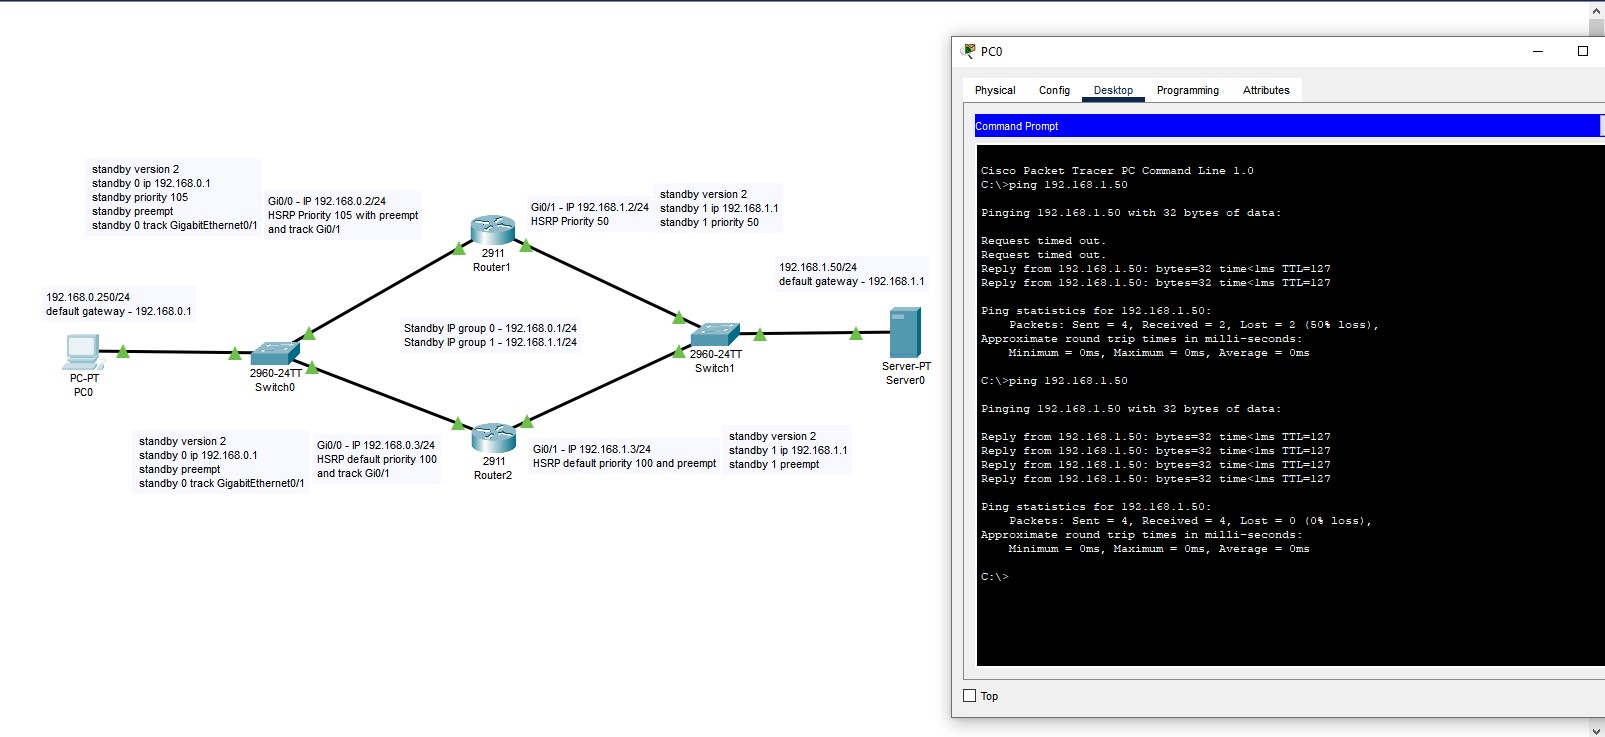 standby version 2
standby 0 ip 192.168.0.1
standby priority 105
standby preempt
standby 0 track GigabitEthernet0/1
Gi0/0 - IP 192.168.0.2/24
HSRP Priority 105 with preempt
and track Gi0/1
2911
Router1
Gi0/1 - IP 192.168.1.2/24
HSRP Priority 50
standby version 2
standby 1 ip 192.168.1.1
standby 1 priority 50
192.168.1.50/24
default gateway - 192.168.1.1
192.168.0.250/24
default gateway - 192.168.0.1
PC-PT
PC0
2960-24TT
Switch0
Standby IP group 0 - 192.168.0.1/24
Standby IP group 1 - 192.168.1.1/24
2960-24TT
Switch1
Server-PT
Server0
standby version 2
standby 0 ip 192.168.0.1
standby preempt
standby 0 track GigabitEthernet0/1
Gi0/0 - IP 192.168.0.3/24
HSRP default priority 100
and track Gi0/1
2911
Router2
Gi0/1 - IP 192.168.1.3/24
HSRP default priority 100 and preempt
standby version 2
standby 1 ip 192.168.1.1
standby 1 preempt
PC0
Physical Config Desktop Programming Attributes
Command Prompt
Cisco Packet Tracer PC Command Line 1.0
C:\>ping 192.168.1.50
Pinging 192.168.1.50 with 32 bytes of data:
Request timed out.
Request timed out.
Reply from 192.168.1.50: bytes=32 time<1ms TTL=127
Reply from 192.168.1.50: bytes=32 time<1ms TTL=127
Ping statistics for 192.168.1.50:
Packets: Sent = 4, Received = 2, Lost = 2 (50% loss),
Approximate round trip times in milli-seconds:
Minimum = 0ms, Maximum = 0ms, Average = 0ms
C:\>ping 192.168.1.50
Pinging 192.168.1.50 with 32 bytes of data:
Reply from 192.168.1.50: bytes=32 time<1ms TTL=127
Reply from 192.168.1.50: bytes=32 time<1ms TTL=127
Reply from 192.168.1.50: bytes=32 time<1ms TTL=127
Reply from 192.168.1.50: bytes=32 time<1ms TTL=127
Ping statistics for 192.168.1.50:
Packets: Sent = 4, Received = 4, Lost = 0 (0% loss),
Approximate round trip times in milli-seconds:
Minimum = 0ms, Maximum = 0ms, Average = 0ms
C:\>
Top